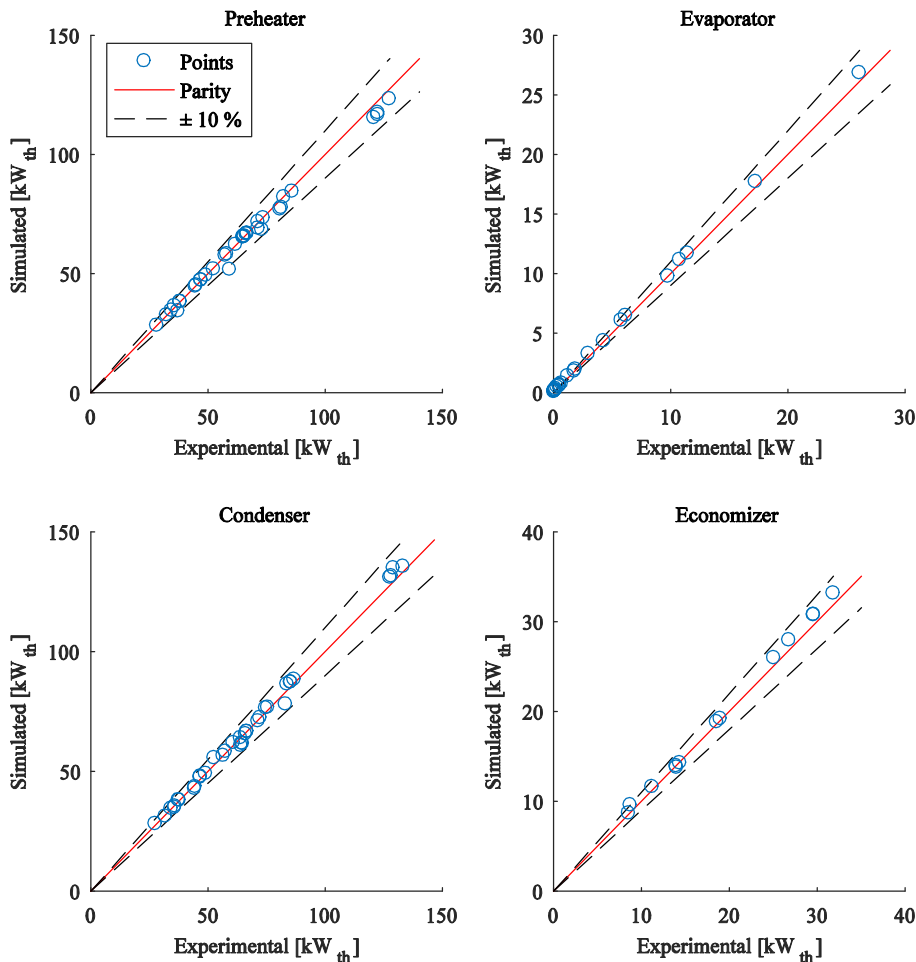 Preheater
150
100
50
0
0
50
100
150
Simulated [kW th]
Experimental [kW th]
Points
Parity
± 10 %
Evaporator
30
25
20
15
10
5
0
0
10
20
30
Simulated [kW th]
Experimental [kW th]
Condenser
150
100
50
0
0
50
100
150
Simulated [kW th]
Experimental [kW th]
Economizer
40
30
20
10
0
0
10
20
30
40
Simulated [kW th]
Experimental [kW th]